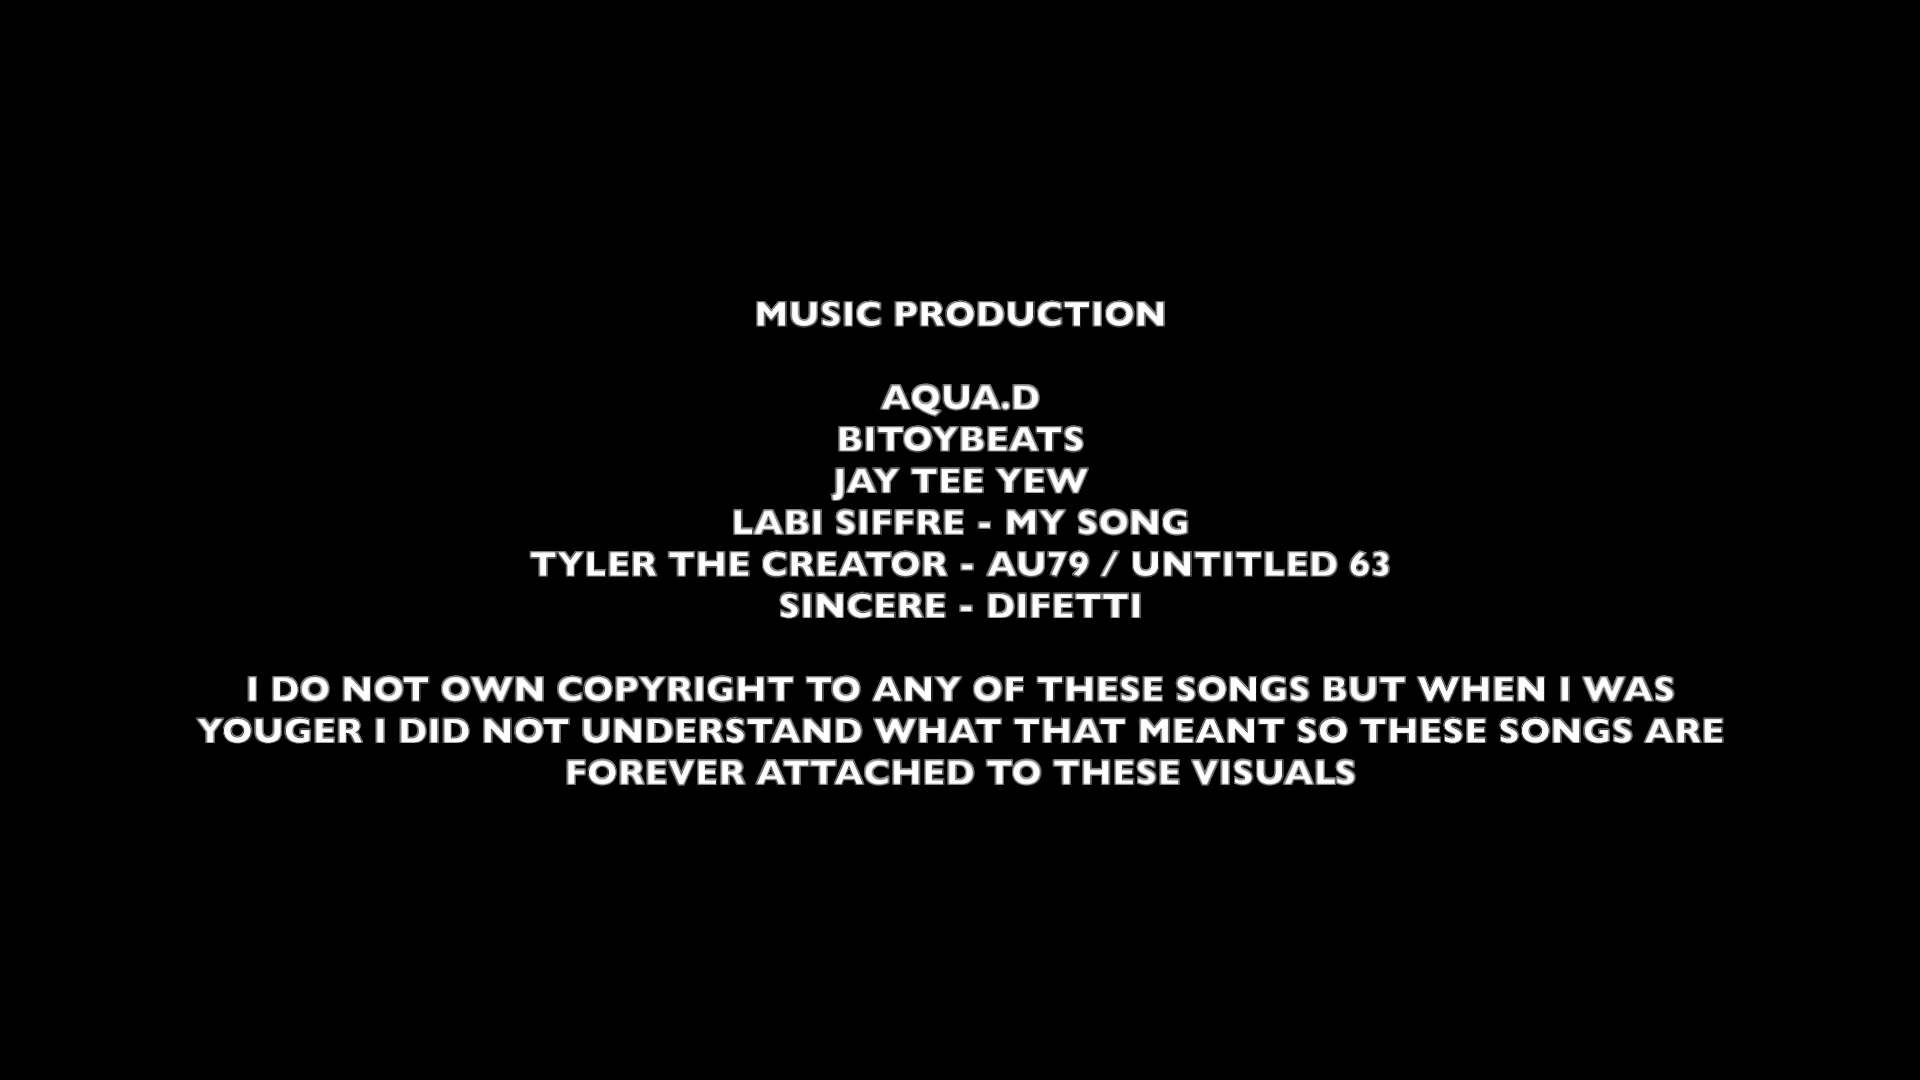 MUSIC PRODUCTION
AQUA.D
BITOYBEATS
JAY TEE YEW
LABI SIFFRE - MY SONG
TYLER THE CREATOR - AU79 / UNTITLED 63
SINCERE - DIFETTI
I DO NOT OWN COPYRIGHT TO ANY OF THESE SONGS BUT WHEN I WAS
YOUGER I DID NOT UNDERSTAND WHAT THAT MEANT SO THESE SONGS ARE
FOREVER ATTACHED TO THESE VISUALS